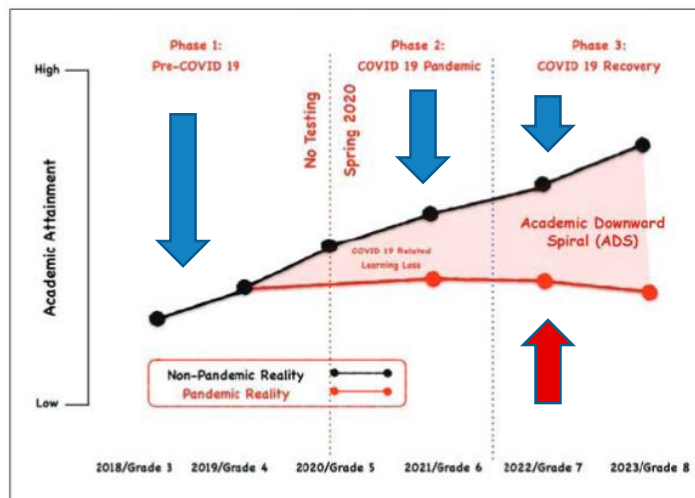 Phase 1:
Pre-COVID 19
Phase 2:
COVID 19 Pandemic
Phase 3:
COVID 19 Recovery
High
No Testing
Spring 2020
Academic Attainment
COVID 19 Related
Learning Loss
Academic Downward
Spiral (ADS)
Non-Pandemic Reality
Pandemic Reality
Low
2018/Grade 3
2019/Grade 4
2020/Grade 5
2021/Grade 6
2022/Grade 7
2023/Grade 8